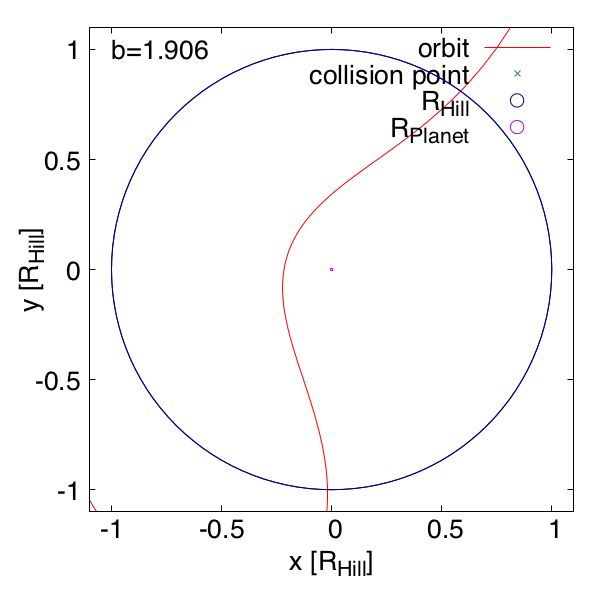 b=1.906
orbit
collision point
R_Hill
R_Planet
1
0.5
0
-0.5
-1
y [R_Hill]
-1 -0.5 0 0.5 1
x [R_Hill]